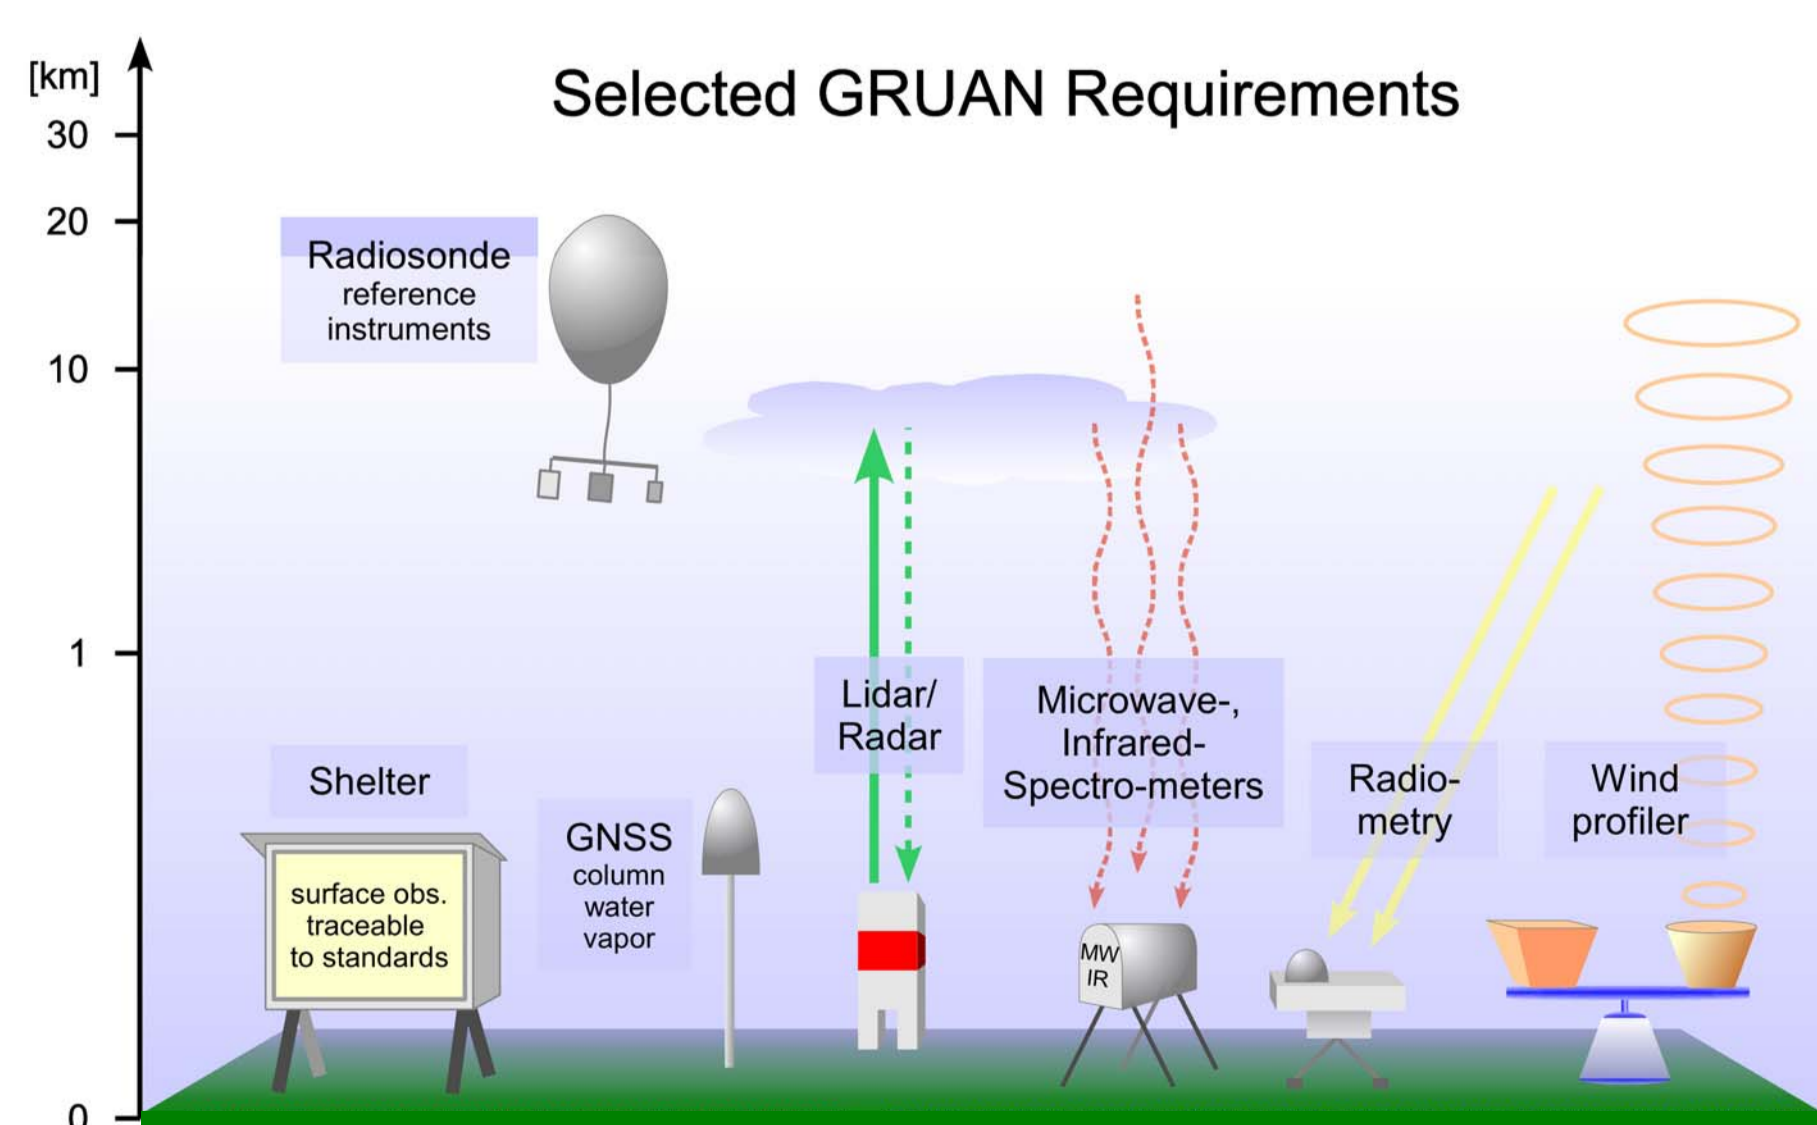 Selected GRUAN Requirements
[km]
30
20
10
1
0
Radiosonde
reference
instruments
Shelter
surface obs.
traceable
to standards
GNSS
column
water
vapor
Lidar/
Radar
Microwave-,
Infrared-
Spectro-meters
MW
IR
Radio-
metry
Wind
profiler